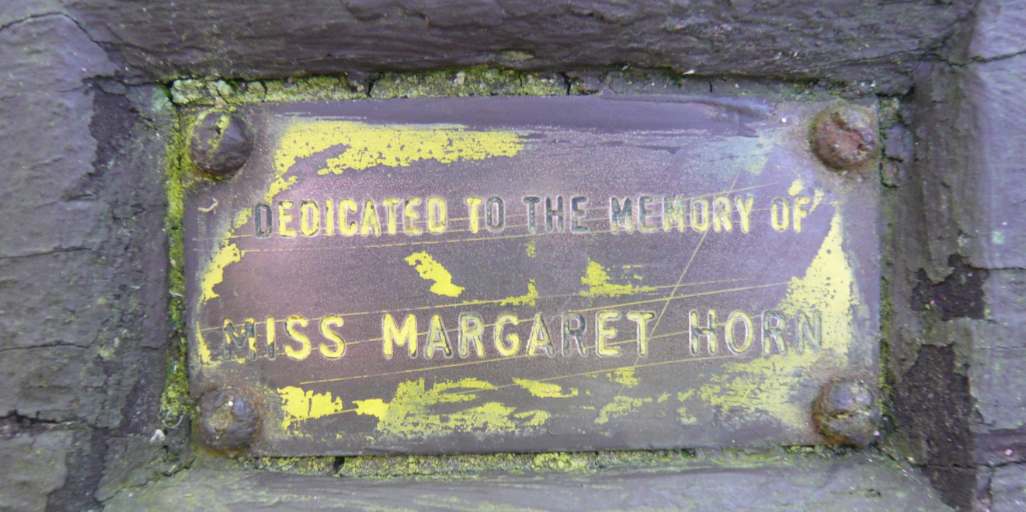 DEDICATED TO THE MEMORY OF
MISS MARGARET HORN